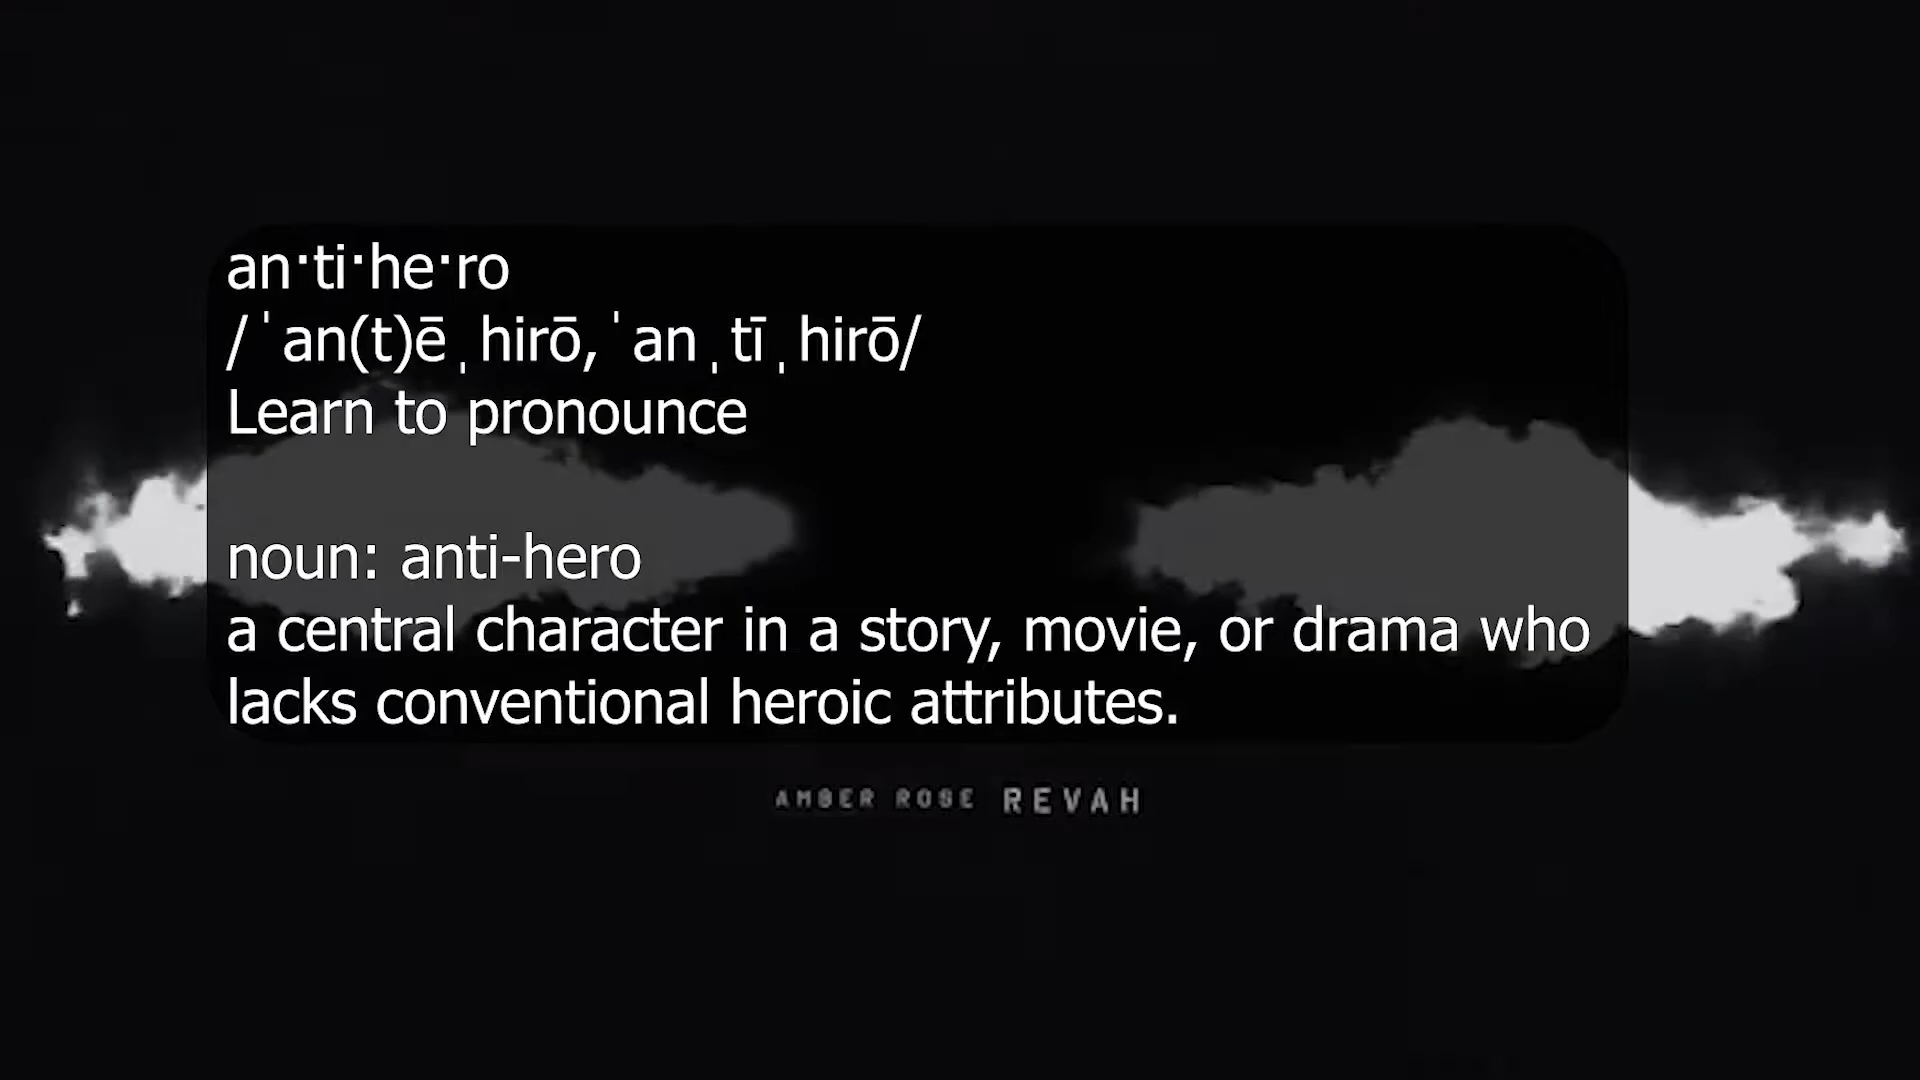 an·ti·he·ro
/ˈan(t)ēˌhirō,ˈanˌtīˌhirō/
Learn to pronounce
noun: anti-hero
a central character in a story, movie, or drama who
lacks conventional heroic attributes.
AMBER ROSE REVAH